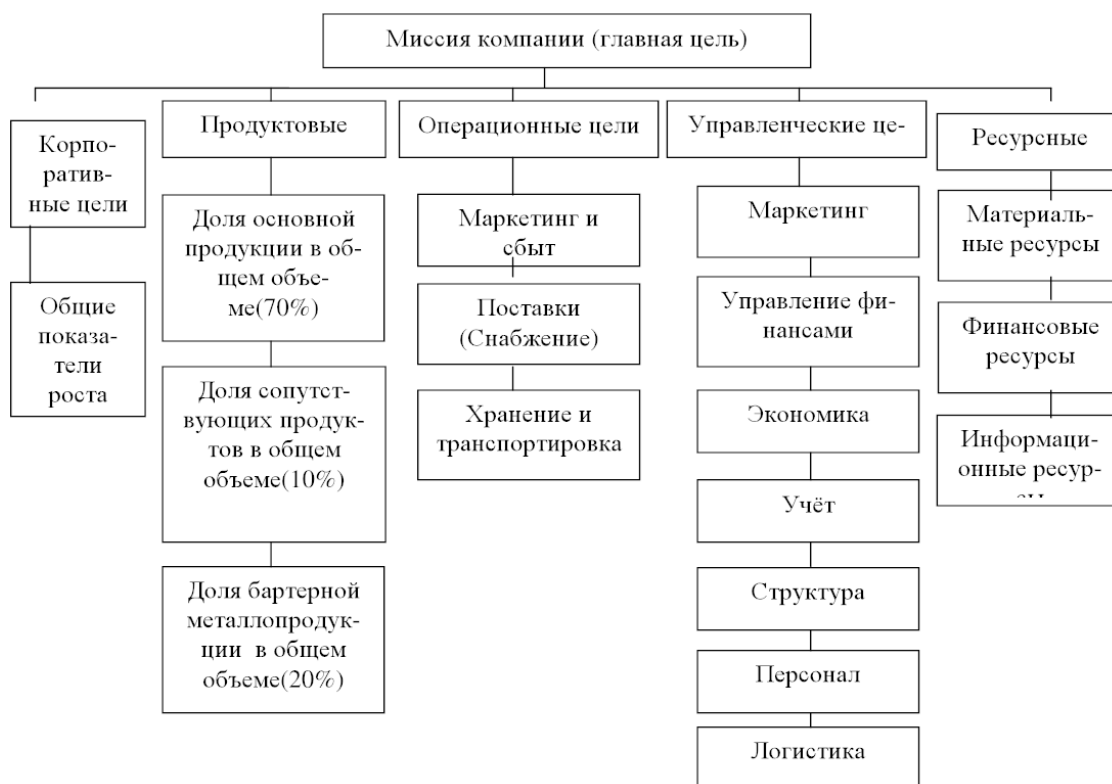 Миссия компании (главная цель)
Корпо-
ратив-
ные цели
Общие
показа-
тели
роста
Продуктовые
Доля основной
продукции в об-
щем объе-
ме(70%)
Доля сопутст-
вующих продук-
тов в общем
объеме(10%)
Доля бартерной
металлопродук-
ции в общем
объеме(20%)
Операционные цели
Маркетинг и
сбыт
Поставки
(Снабжение)
Хранение и
транспортировка
Управленческие це-
Маркетинг
Управление фи-
нансами
Экономика
Учёт
Структура
Персонал
Логистика
Ресурсные
Материаль-
ные ресурсы
Финансовые
ресурсы
Информаци-
онные ресур-